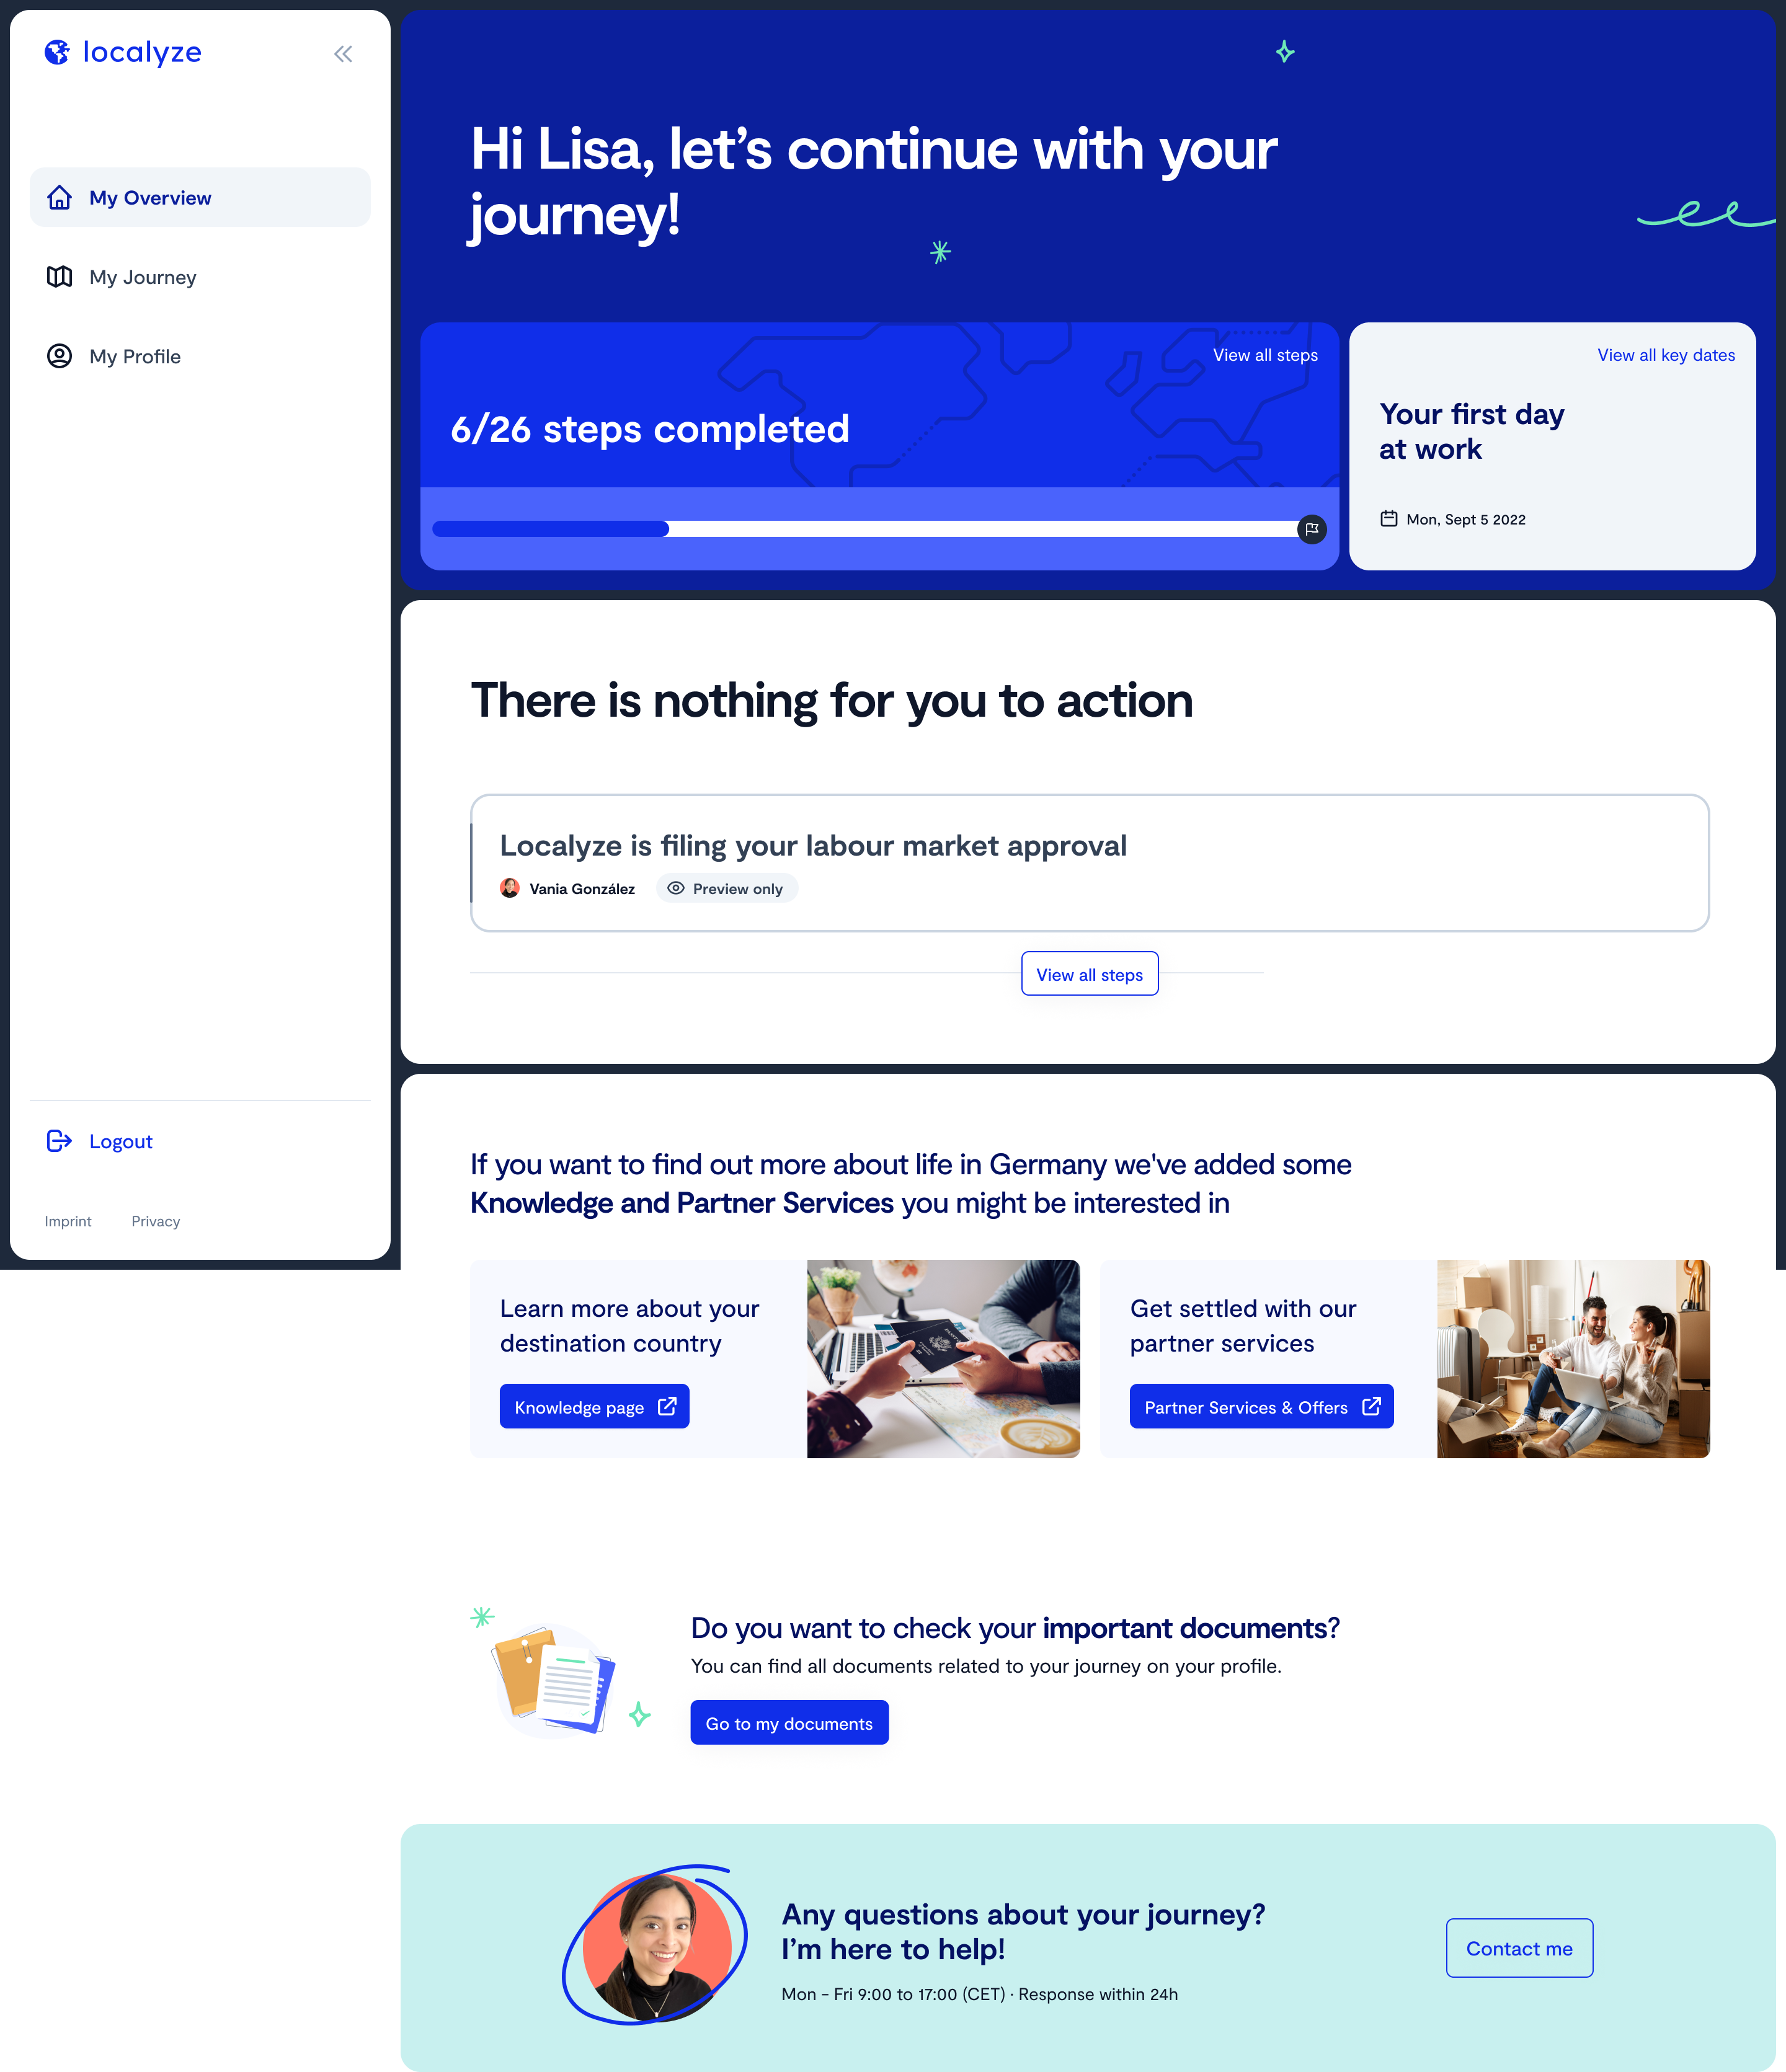 localyze
My Overview
My Journey
My Profile
Logout
Imprint
Privacy
Hi Lisa, let’s continue with your
journey!
View all steps
6/26 steps completed
View all key dates
Your first day
at work
Mon, Sept 5 2022
There is nothing for you to action
Localyze is filing your labour market approval
Vania González
Preview only
View all steps
If you want to find out more about life in Germany we've added some
Knowledge and Partner Services you might be interested in
Learn more about your
destination country
Knowledge page
Get settled with our
partner services
Partner Services & Offers
Do you want to check your important documents?
You can find all documents related to your journey on your profile.
Go to my documents
Any questions about your journey?
I’m here to help!
Mon - Fri 9:00 to 17:00 (CET) · Response within 24h
Contact me